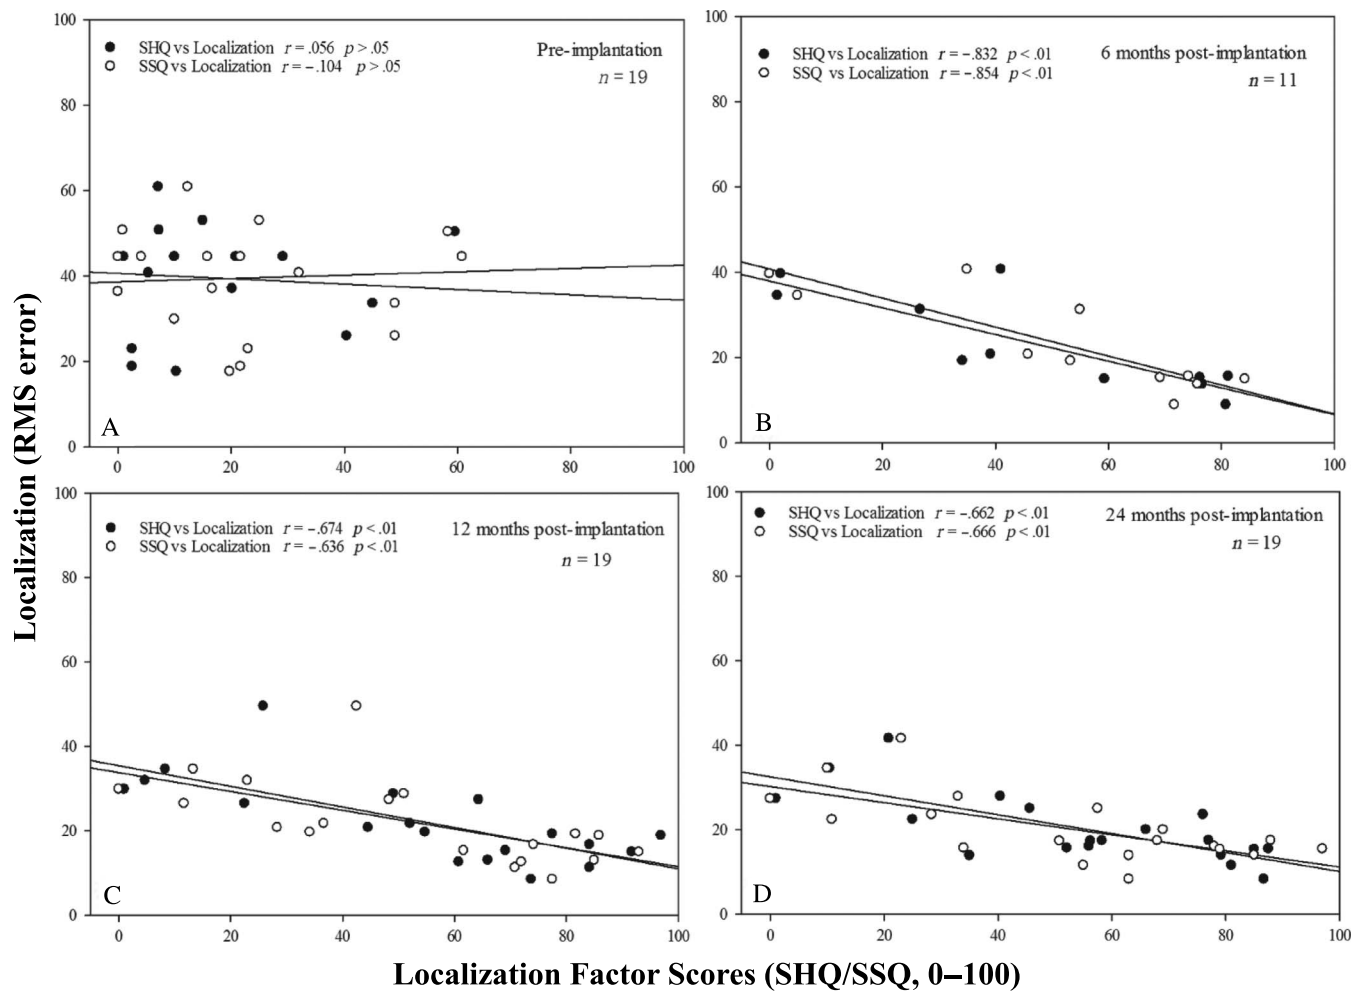 Localization (RMS error)
SHQ vs Localization r = .056 p > .05
SSQ vs Localization r = −.104 p > .05
Pre-implantation
n = 19
100
80
60
40
20
0
A
0 20 40 60 80 100
SHQ vs Localization r = −.832 p < .01
SSQ vs Localization r = −.854 p < .01
6 months post-implantation
n = 11
100
80
60
40
20
0
B
0 20 40 60 80 100
SHQ vs Localization r = −.674 p < .01
SSQ vs Localization r = −.636 p < .01
12 months post-implantation
n = 19
100
80
60
40
20
0
C
0 20 40 60 80 100
SHQ vs Localization r = −.662 p < .01
SSQ vs Localization r = −.666 p < .01
24 months post-implantation
n = 19
100
80
60
40
20
0
D
0 20 40 60 80 100
Localization Factor Scores (SHQ/SSQ, 0–100)